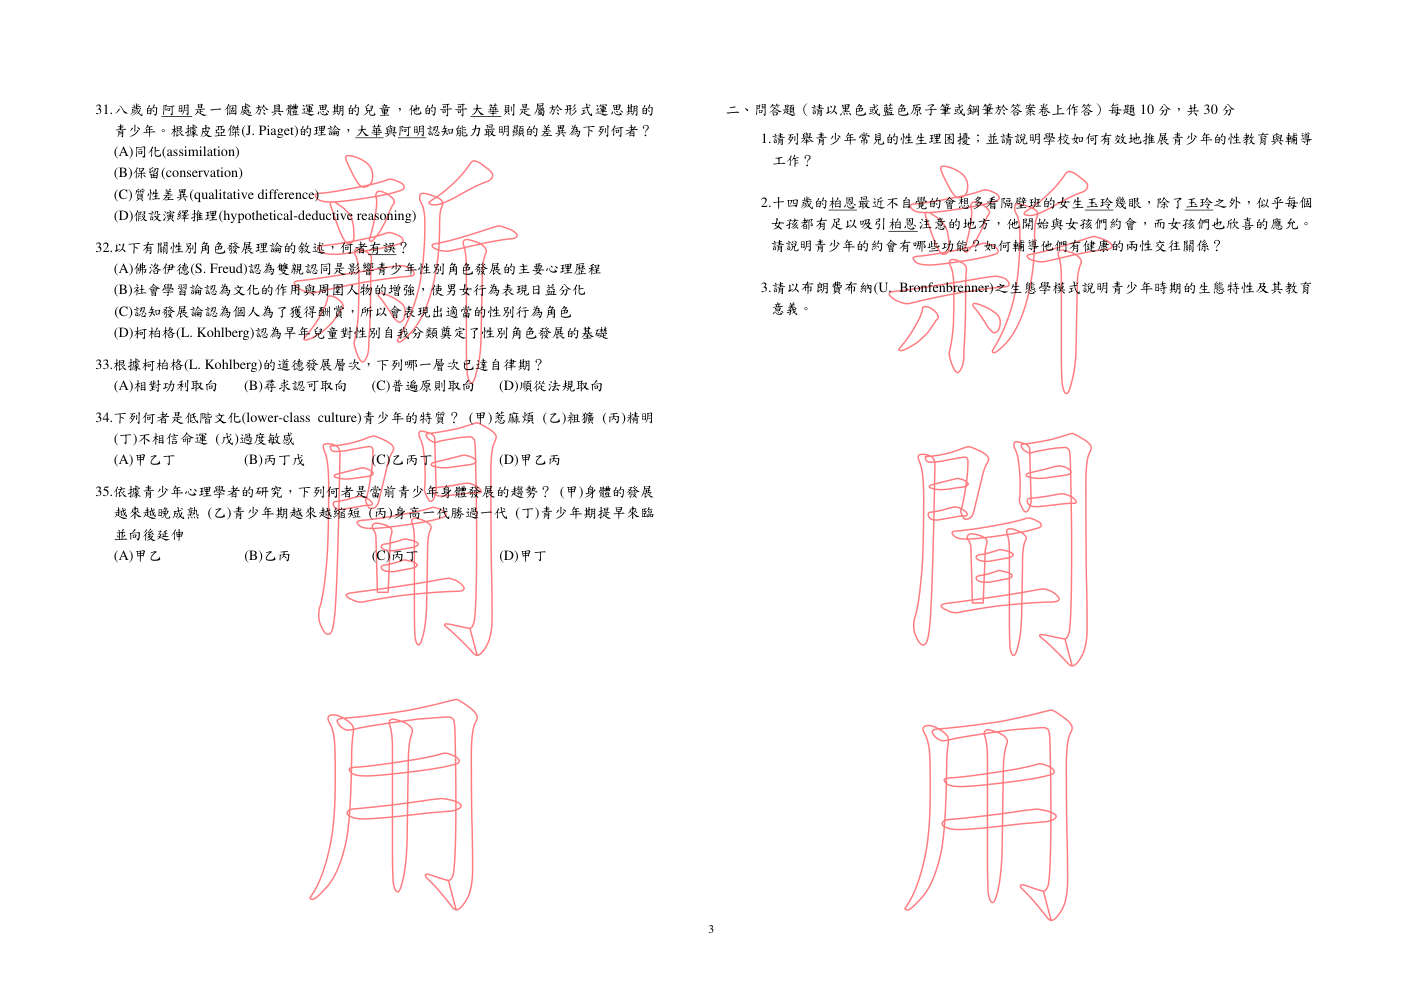 31.八歲的阿明是一個處於具體運思期的兒童，他的哥哥大華則是屬於形式運思期的
青少年。根據皮亞傑(J. Piaget)的理論，大華與阿明認知能力最明顯的差異為下列何者？
(A)同化(assimilation)
(B)保留(conservation)
(C)質性差異(qualitative difference)
(D)假設演繹推理(hypothetical-deductive reasoning)
32.以下有關性別角色發展理論的敘述，何者有誤？
(A)佛洛伊德(S. Freud)認為雙親認同是影響青少年性別角色發展的主要心理歷程
(B)社會學習論認為文化的作用與周圍人物的增強，使男女行為表現日益分化
(C)認知發展論認為個人為了獲得酬賞，所以會表現出適當的性別行為角色
(D)柯柏格(L. Kohlberg)認為早年兒童對性別自我分類奠定了性別角色發展的基礎
33.根據柯柏格(L. Kohlberg)的道德發展層次，下列哪一層次已達自律期？
(A)相對功利取向 (B)尋求認可取向 (C)普遍原則取向 (D)順從法規取向
34.下列何者是低階文化(lower-class culture)青少年的特質？ (甲)惹麻煩 (乙)粗獷 (丙)精明
(丁)不相信命運 (戊)過度敏感
(A)甲乙丁 (B)丙丁戊 (C)乙丙丁 (D)甲乙丙
35.依據青少年心理學者的研究，下列何者是當前青少年身體發展的趨勢？ (甲)身體的發展
越來越晚成熟 (乙)青少年期越來越縮短 (丙)身高一代勝過一代 (丁)青少年期提早來臨
並向後延伸
(A)甲乙 (B)乙丙 (C)丙丁 (D)甲丁
新聞用
二、問答題（請以黑色或藍色原子筆或鋼筆於答案卷上作答）每題 10 分，共 30 分
1.請列舉青少年常見的性生理困擾；並請說明學校如何有效地推展青少年的性教育與輔導
工作？
2.十四歲的柏恩最近不自覺的會想多看隔壁班的女生玉玲幾眼，除了玉玲之外，似乎每個
女孩都有足以吸引柏恩注意的地方，他開始與女孩們約會，而女孩們也欣喜的應允。
請說明青少年的約會有哪些功能？如何輔導他們有健康的兩性交往關係？
3.請以布朗費布納(U. Bronfenbrenner)之生態學模式說明青少年時期的生態特性及其教育
意義。
新聞用
3